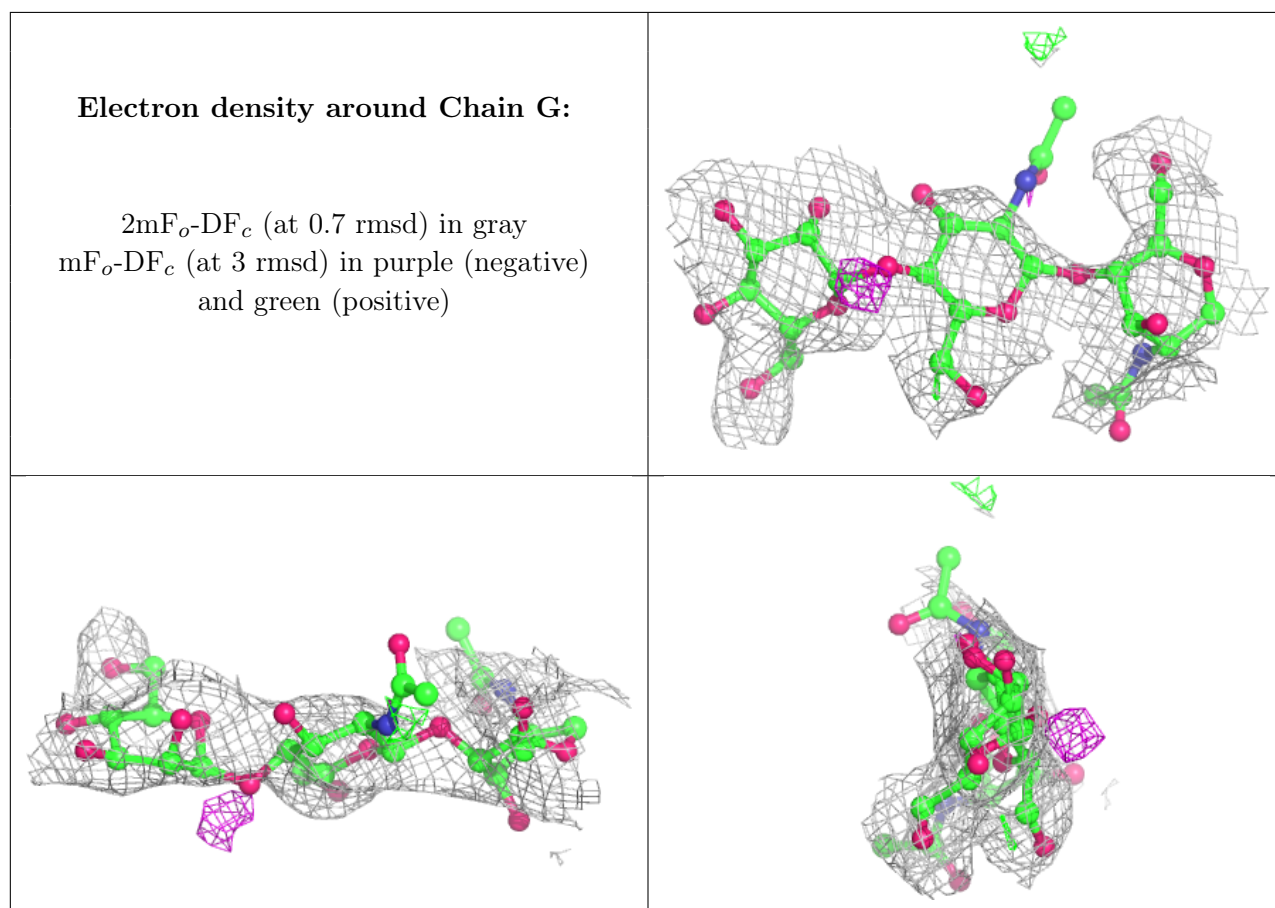 Electron density around Chain G:
2mFₒ-DF𝒸 (at 0.7 rmsd) in gray
mFₒ-DF𝒸 (at 3 rmsd) in purple (negative)
and green (positive)